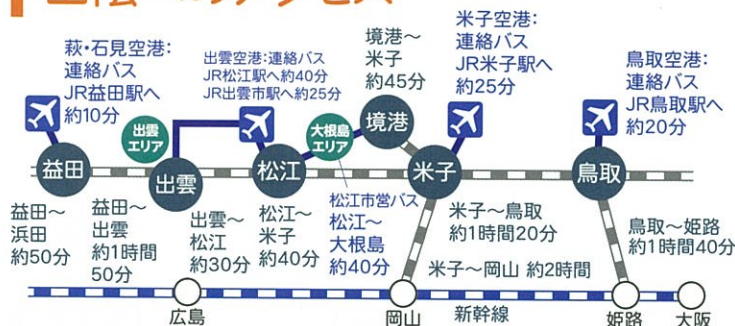 萩・石見空港:
連絡バス
JR益田駅へ
約10分
出雲空港:連絡バス
JR松江駅へ約40分
JR出雲市駅へ約25分
境港〜
米子
約45分
米子空港:
連絡バス
JR米子駅へ
約25分
鳥取空港:
連絡バス
JR鳥取駅へ
約20分
出雲
エリア
大根島
エリア
境港
益田
出雲
松江
米子
鳥取
益田〜
浜田
約50分
益田〜
出雲
約1時間
50分
出雲〜
松江
約30分
松江〜
米子
約40分
松江市営バス
松江〜
大根島
約40分
米子〜鳥取
約1時間20分
鳥取〜姫路
約1時間40分
米子〜岡山 約2時間
広島
岡山
新幹線
姫路
大阪